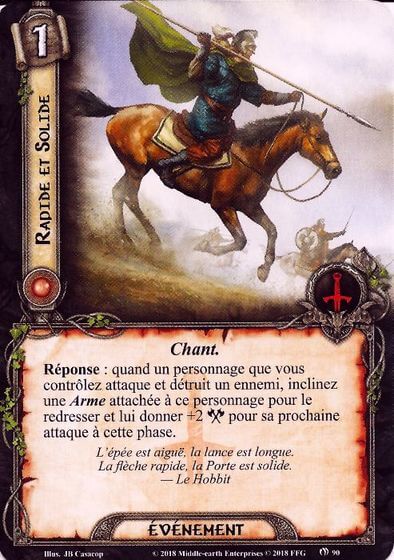 1
RAPIDE ET SOLIDE
Chant.
Réponse : quand un personnage que vous
contrôlez attaque et détruit un ennemi, inclinez
une Arme attachée à ce personnage pour le
redresser et lui donner +2 pour sa prochaine
attaque à cette phase.
L'épée est aiguë, la lance est longue.
La flèche rapide, la Porte est solide.
— Le Hobbit
ÉVÉNEMENT
Illus. JB Casacop
© 2018 Middle-earth Enterprises © 2018 FFG
90